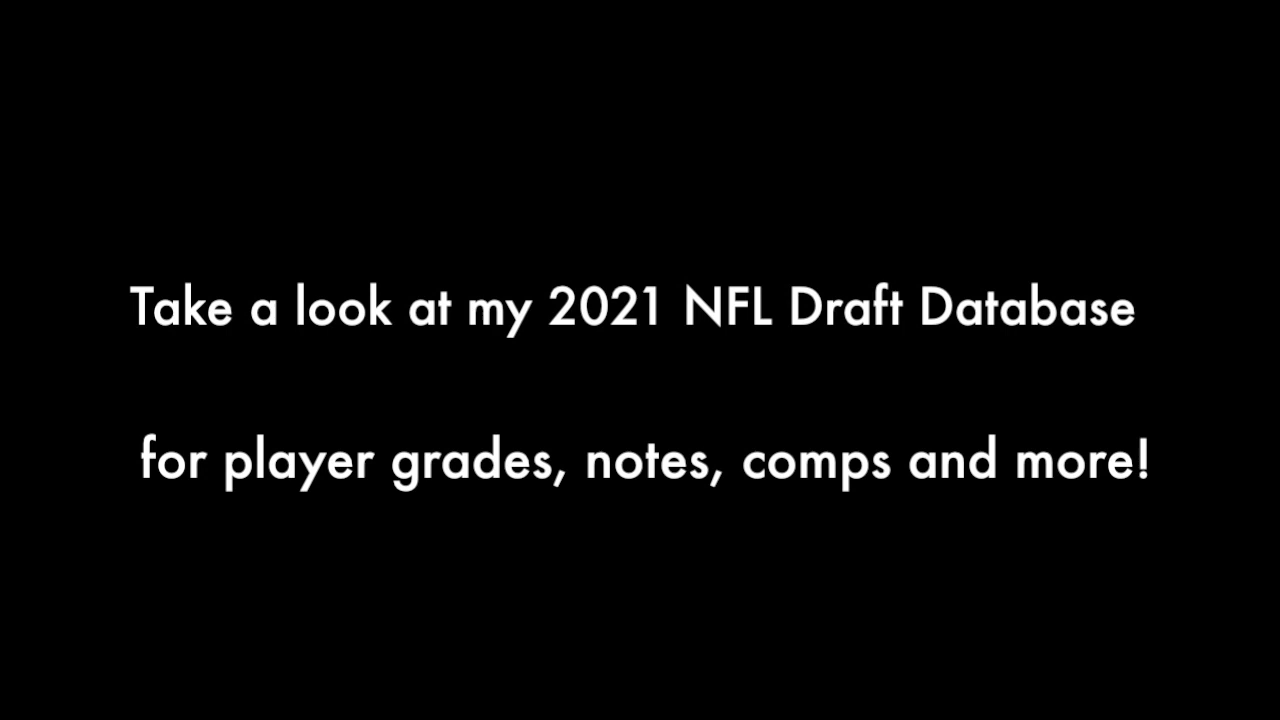 Take a look at my 2021 NFL Draft Database
for player grades, notes, comps and more!